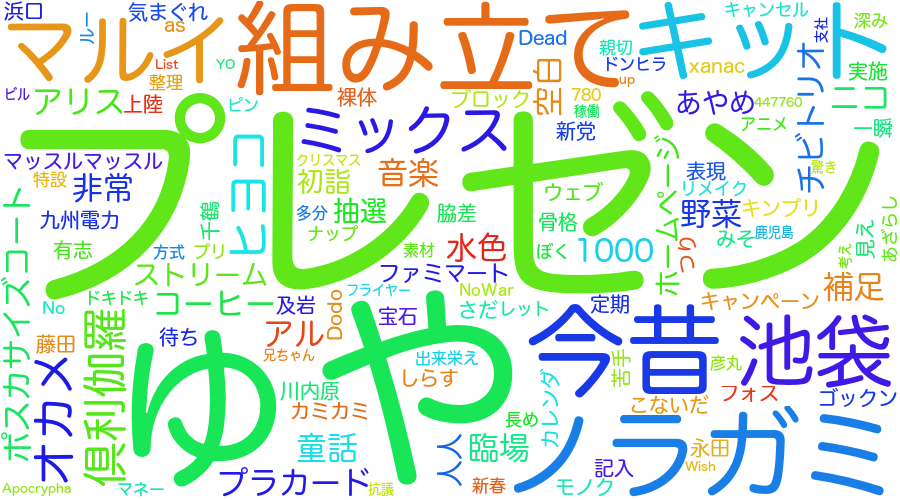 浜口
気まぐれ
as
マルイ
ルー
List
YO
整理
ビル
アリス
上陸
ピン
組み立て
裸体
Dead
ドンヒラ
up
親切
キット
キャンセル
支社
深み
xanac
実施
ブロック
空白
780
稼働
あやめ
447760
アニメ
チビトリオ
ニコ
一瞬
驚き
プレゼン
ミックス
新党
マッスルマッスル
特設
非常
九州電力
有志
千鶴
方式
プリ
コヨヒ
クリスマス
初詣
音楽
多分
抽選
ナップ
脇差
素材
水色
ウェブ
骨格
ぼく
1000
ホームページ
つり
表現
リメイク
野菜
キンプリ
みそ
鹿児島
見え
考え
あざらし
ポスカサイズコート
ストリーム
ファミマート
NoWar
No
ドキドキ
コーヒー
及岩
フライヤー
宝石
さだ
レット
定期
キャンペーン
補足
藤田
倶利伽羅
待ち
アル
兄ちゃん
Dodo
ゆや
出来栄え
しらす
今昔
苦手
彦丸
池袋
オカメ
川内原
カミカミ
長め
カレンダ
こないだ
フォス
ゴックン
童話
人人
臨場
ノラガミ
永田
Wish
Apocrypha
マネー
プラカード
抗議
新春
モノク
記入